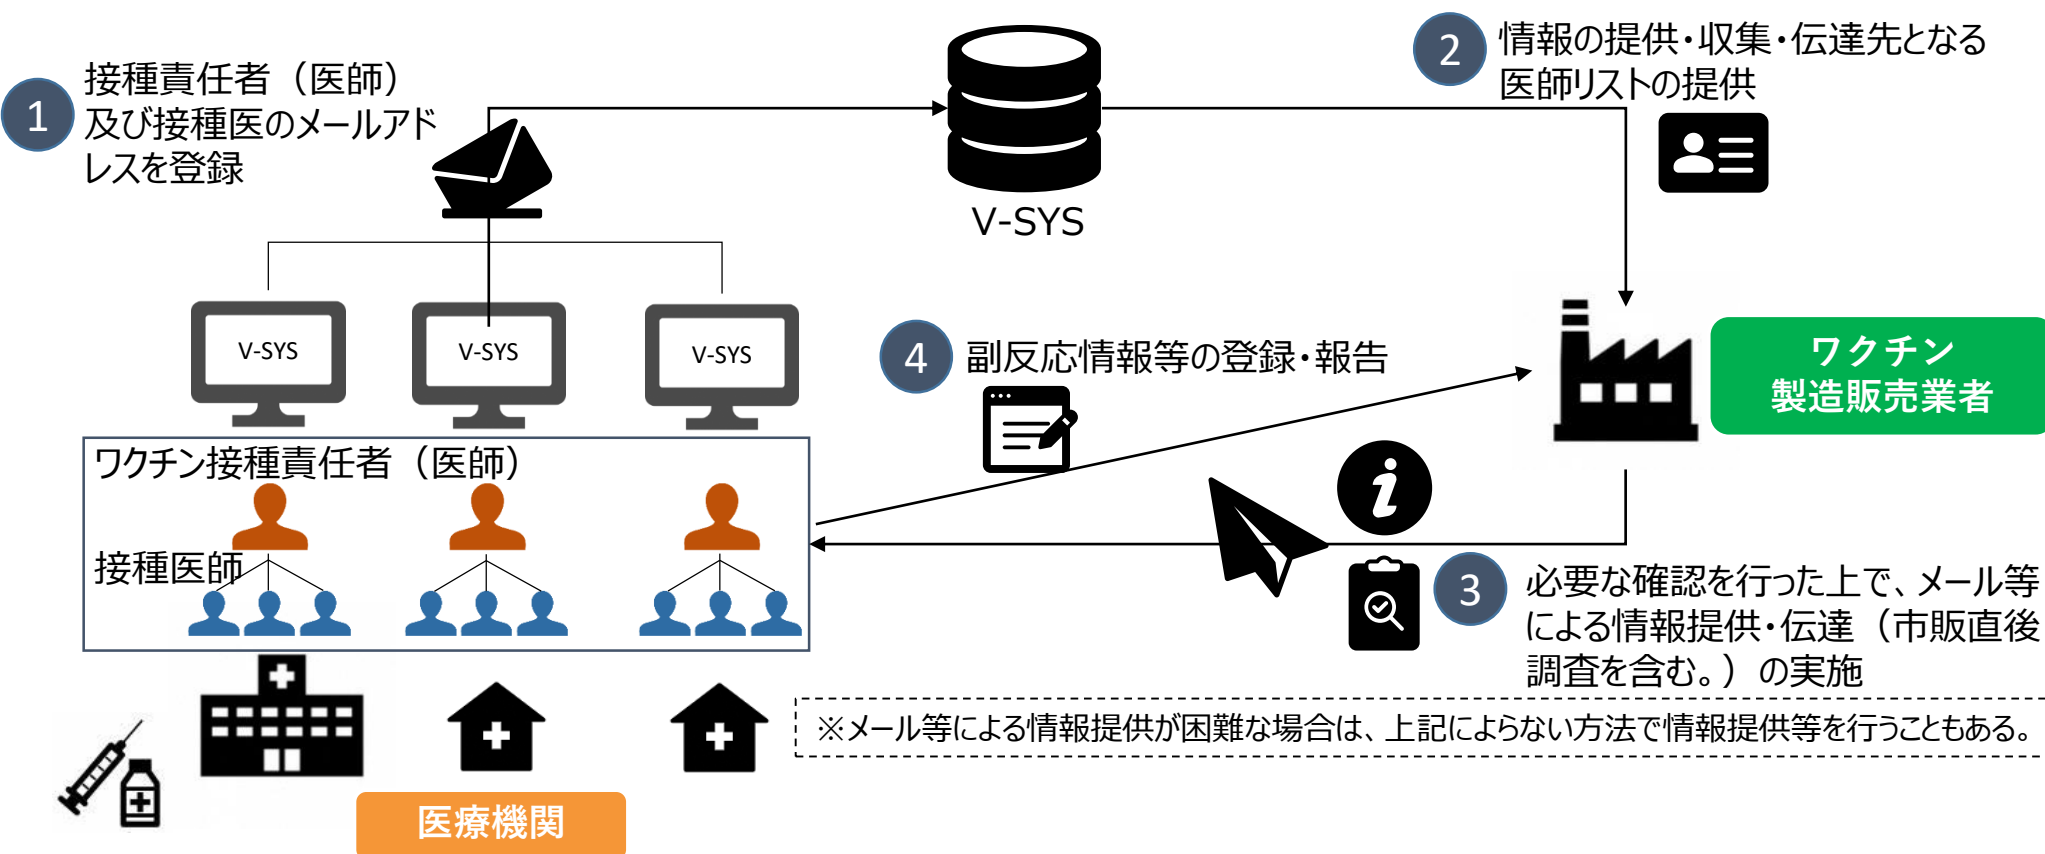 1
接種責任者（医師）
及び接種医のメールアド
レスを登録
V-SYS
2
情報の提供・収集・伝達先となる
医師リストの提供
V-SYS
V-SYS
V-SYS
4
副反応情報等の登録・報告
ワクチン
製造販売業者
ワクチン接種責任者（医師）
接種医師
3
必要な確認を行った上で、メール等
による情報提供・伝達（市販直後
調査を含む。）の実施
※メール等による情報提供が困難な場合は、上記によらない方法で情報提供等を行うこともある。
医療機関